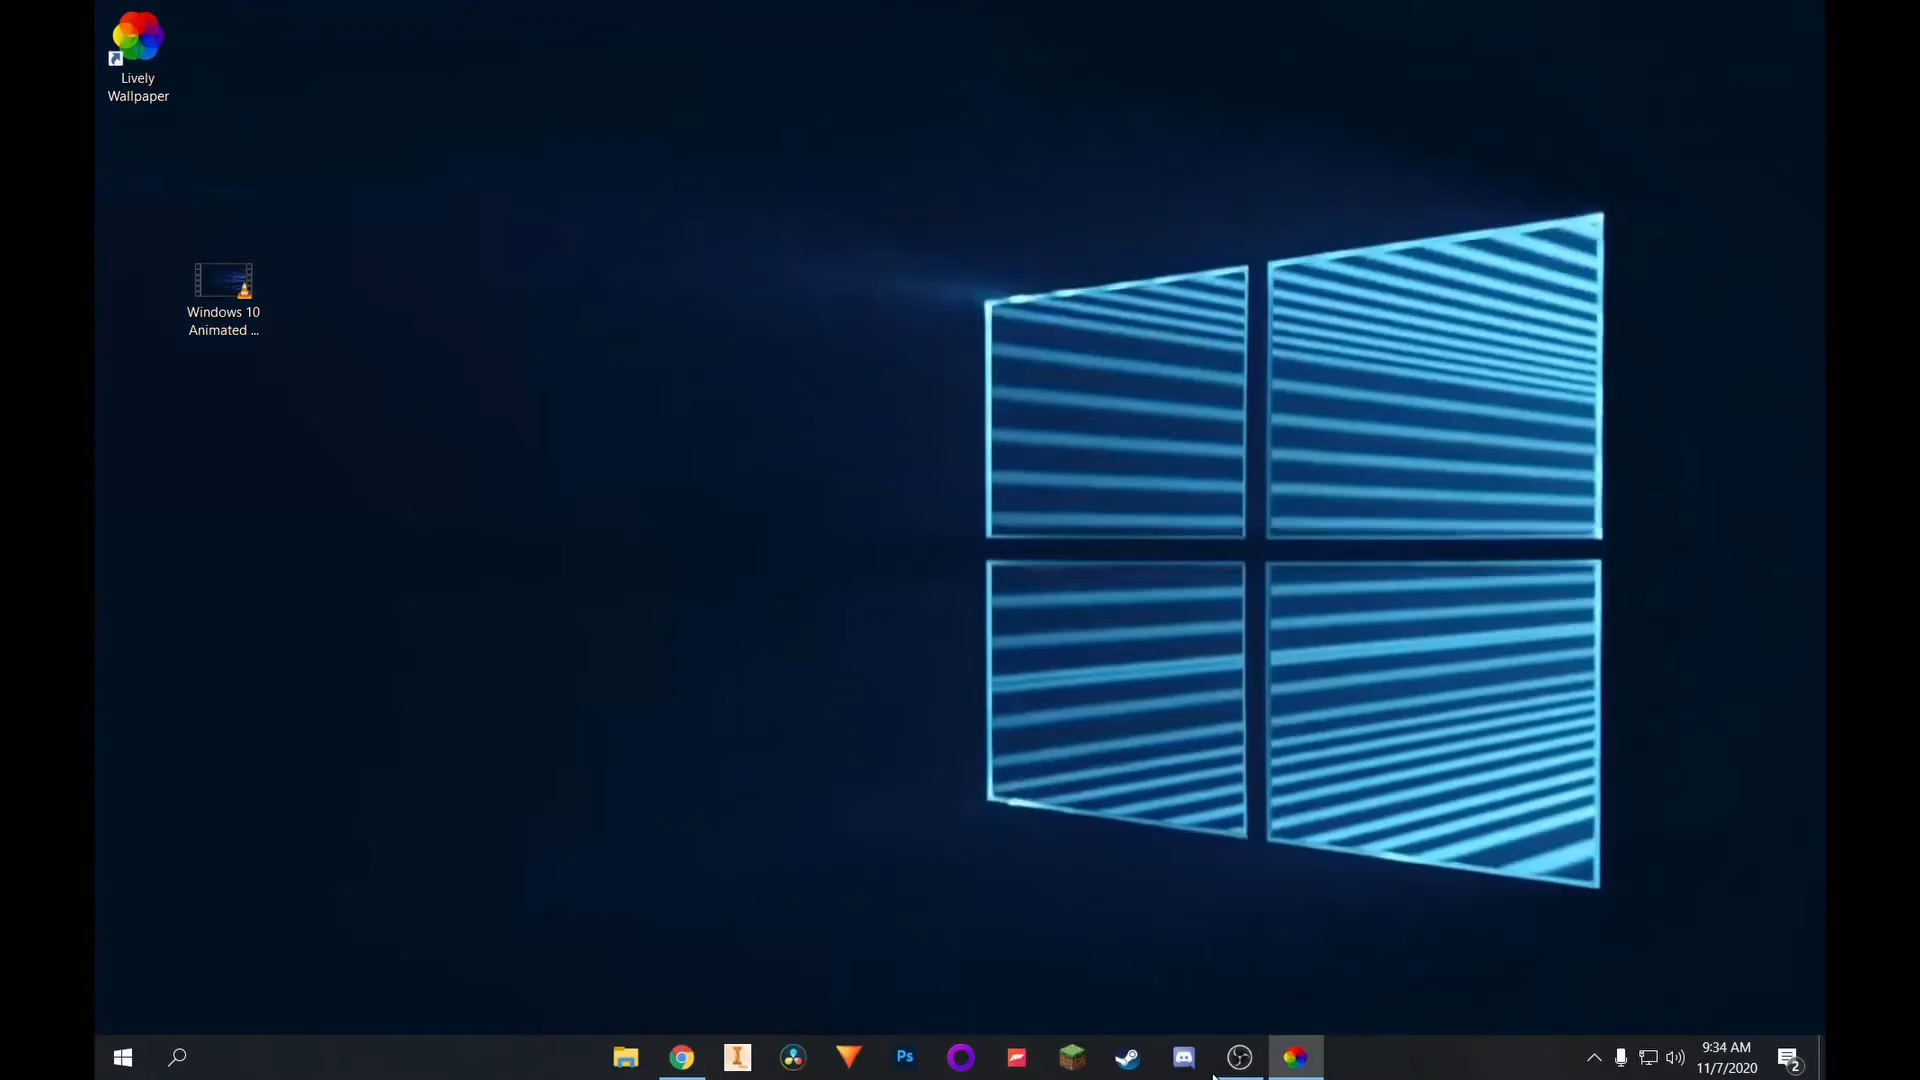 Lively
Wallpaper
Windows 10
Animated ...
I
Ps
9:34 AM
11/7/2020
2